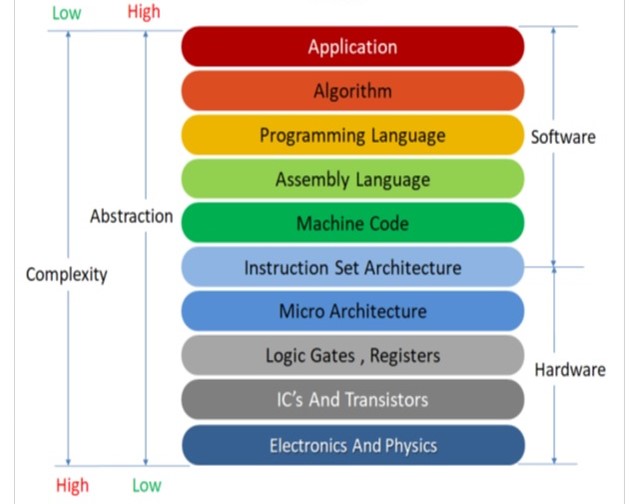 Low High
Application
Algorithm
Programming Language
Software
Assembly Language
Abstraction
Machine Code
Complexity
Instruction Set Architecture
Micro Architecture
Logic Gates , Registers
Hardware
IC's And Transistors
Electronics And Physics
High Low